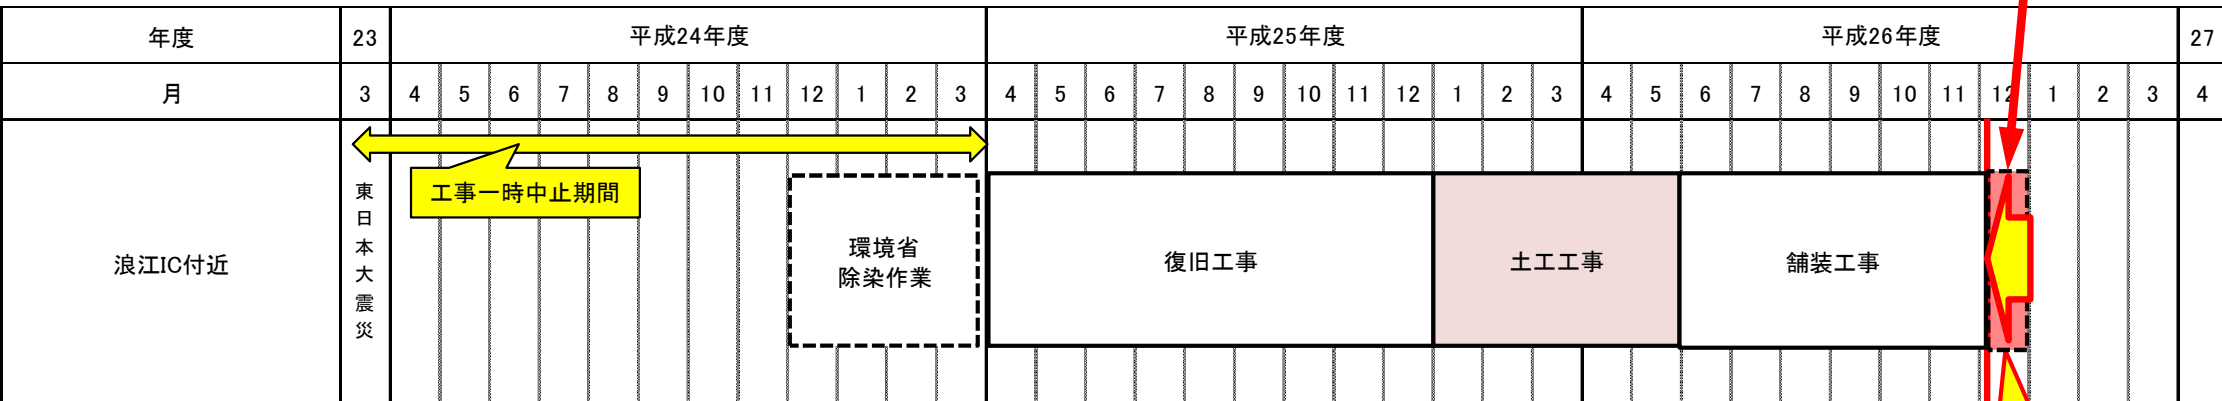 年度 23 平成24年度 平成25年度 平成26年度 27
月 3 4 5 6 7 8 9 10 11 12 1 2 3 4 5 6 7 8 9 10 11 12 1 2 3 4 5 6 7 8 9 10 11 12 1 2 3 4
浪江IC付近
東日本大震災
工事一時中止期間
環境省
除染作業
復旧工事
土工工事
舗装工事